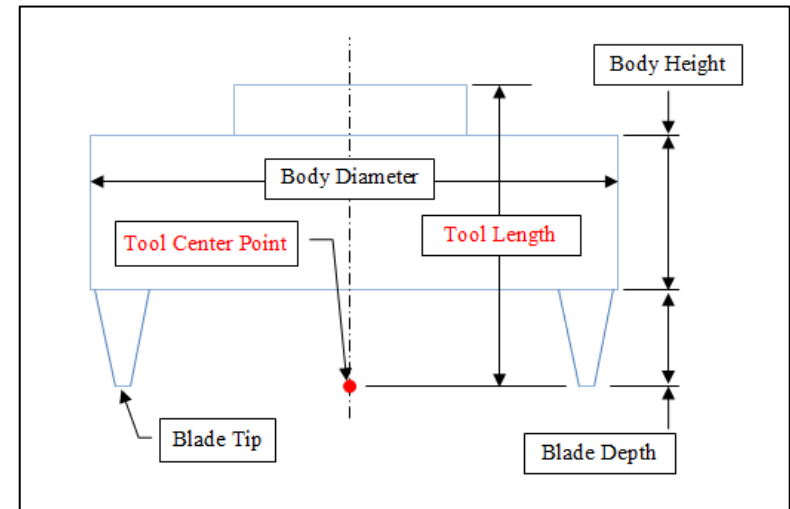 Body Height
Body Diameter
Tool Center Point
Tool Length
Blade Tip
Blade Depth